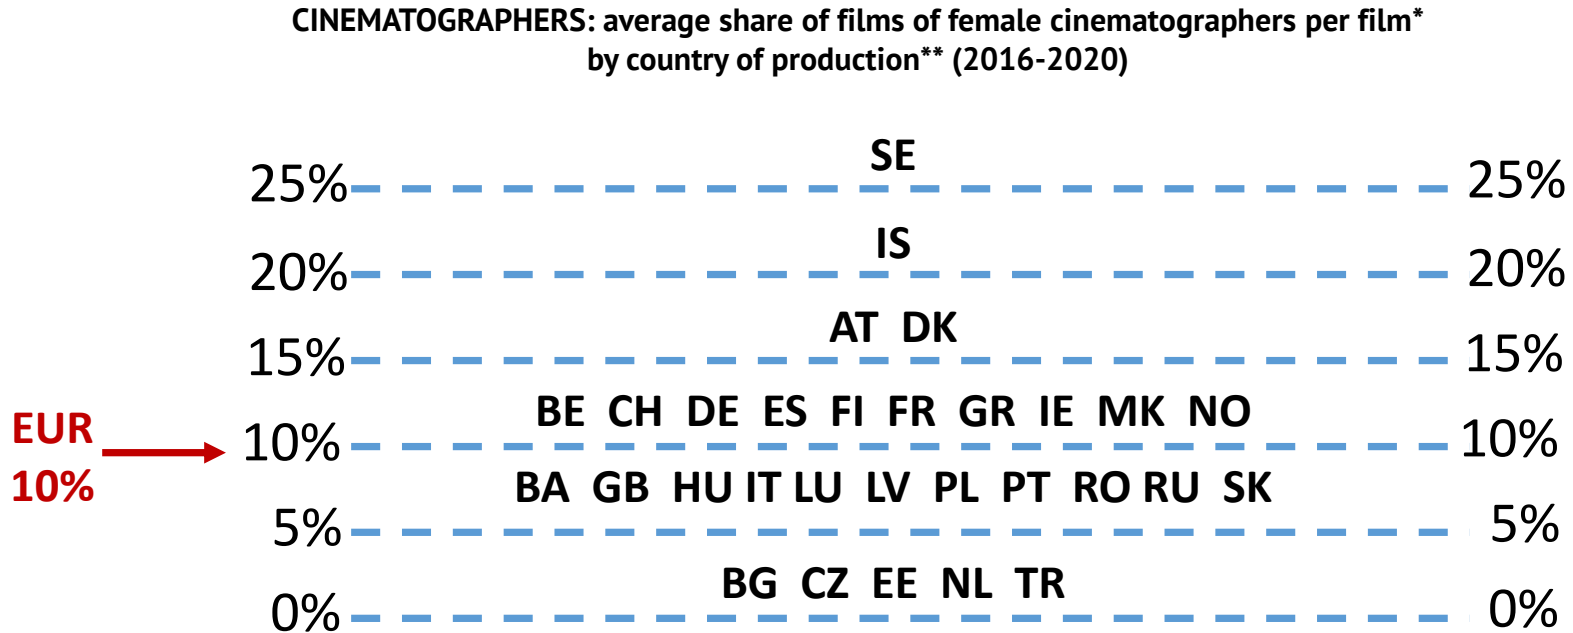 CINEMATOGRAPHERS: average share of films of female cinematographers per film*
by country of production** (2016-2020)
SE
25% 25%
IS
20% 20%
AT DK
15% 15%
BE CH DE ES FI FR GR IE MK NO
EUR
10% 10%
10%
BA GB HU IT LU LV PL PT RO RU SK
5% 5%
BG CZ EE NL TR
0% 0%